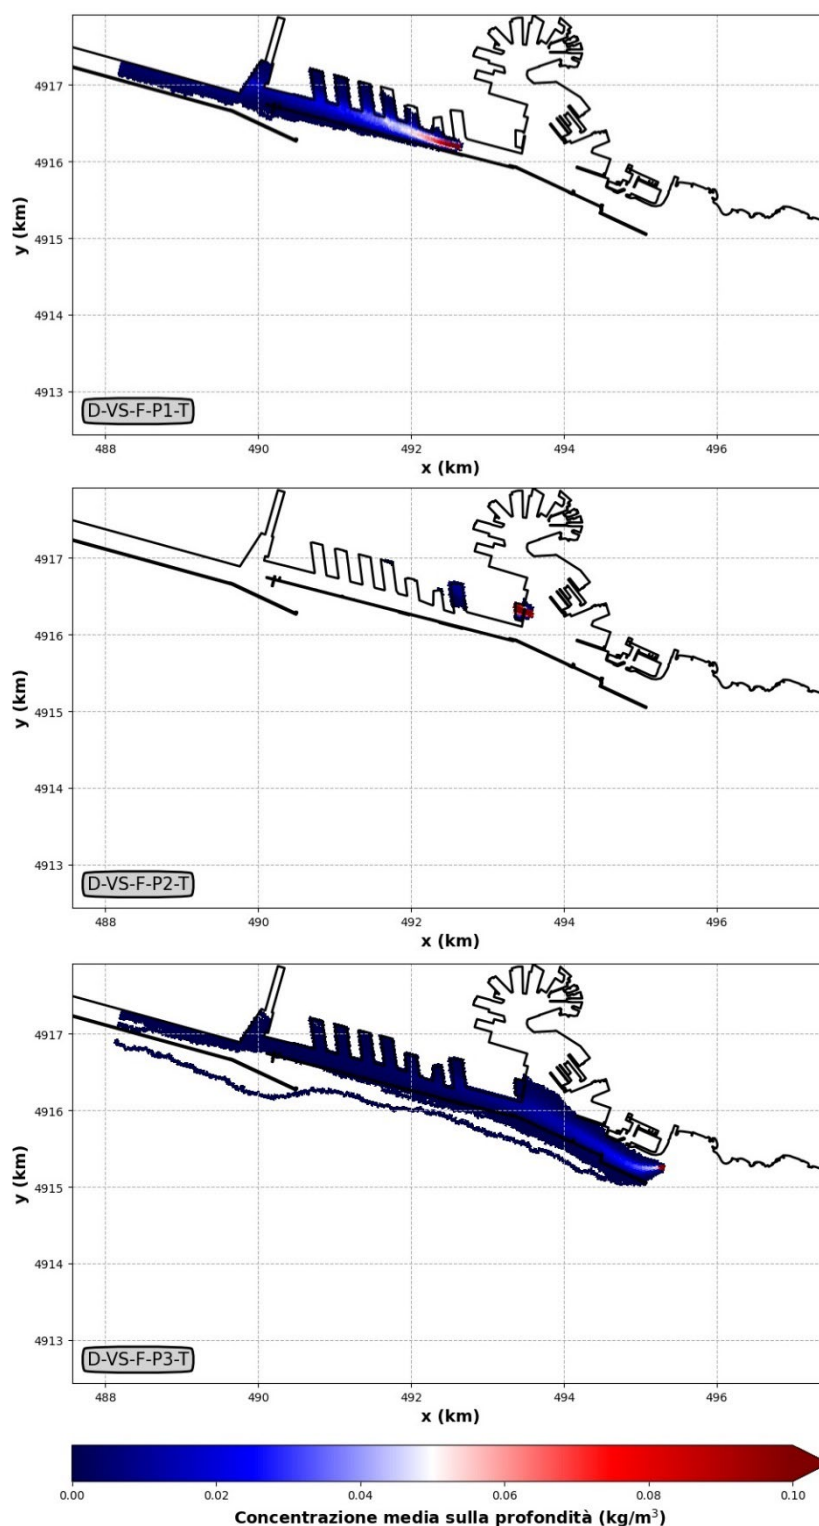 4917
4916
4915
4914
4913
y (km)
D-VS-F-P1-T
488 490 492 494 496
x (km)
4917
4916
4915
4914
4913
y (km)
D-VS-F-P2-T
488 490 492 494 496
x (km)
4917
4916
4915
4914
4913
y (km)
D-VS-F-P3-T
488 490 492 494 496
x (km)
0.00 0.02 0.04 0.06 0.08 0.10
Concentrazione media sulla profondità (kg/m³)